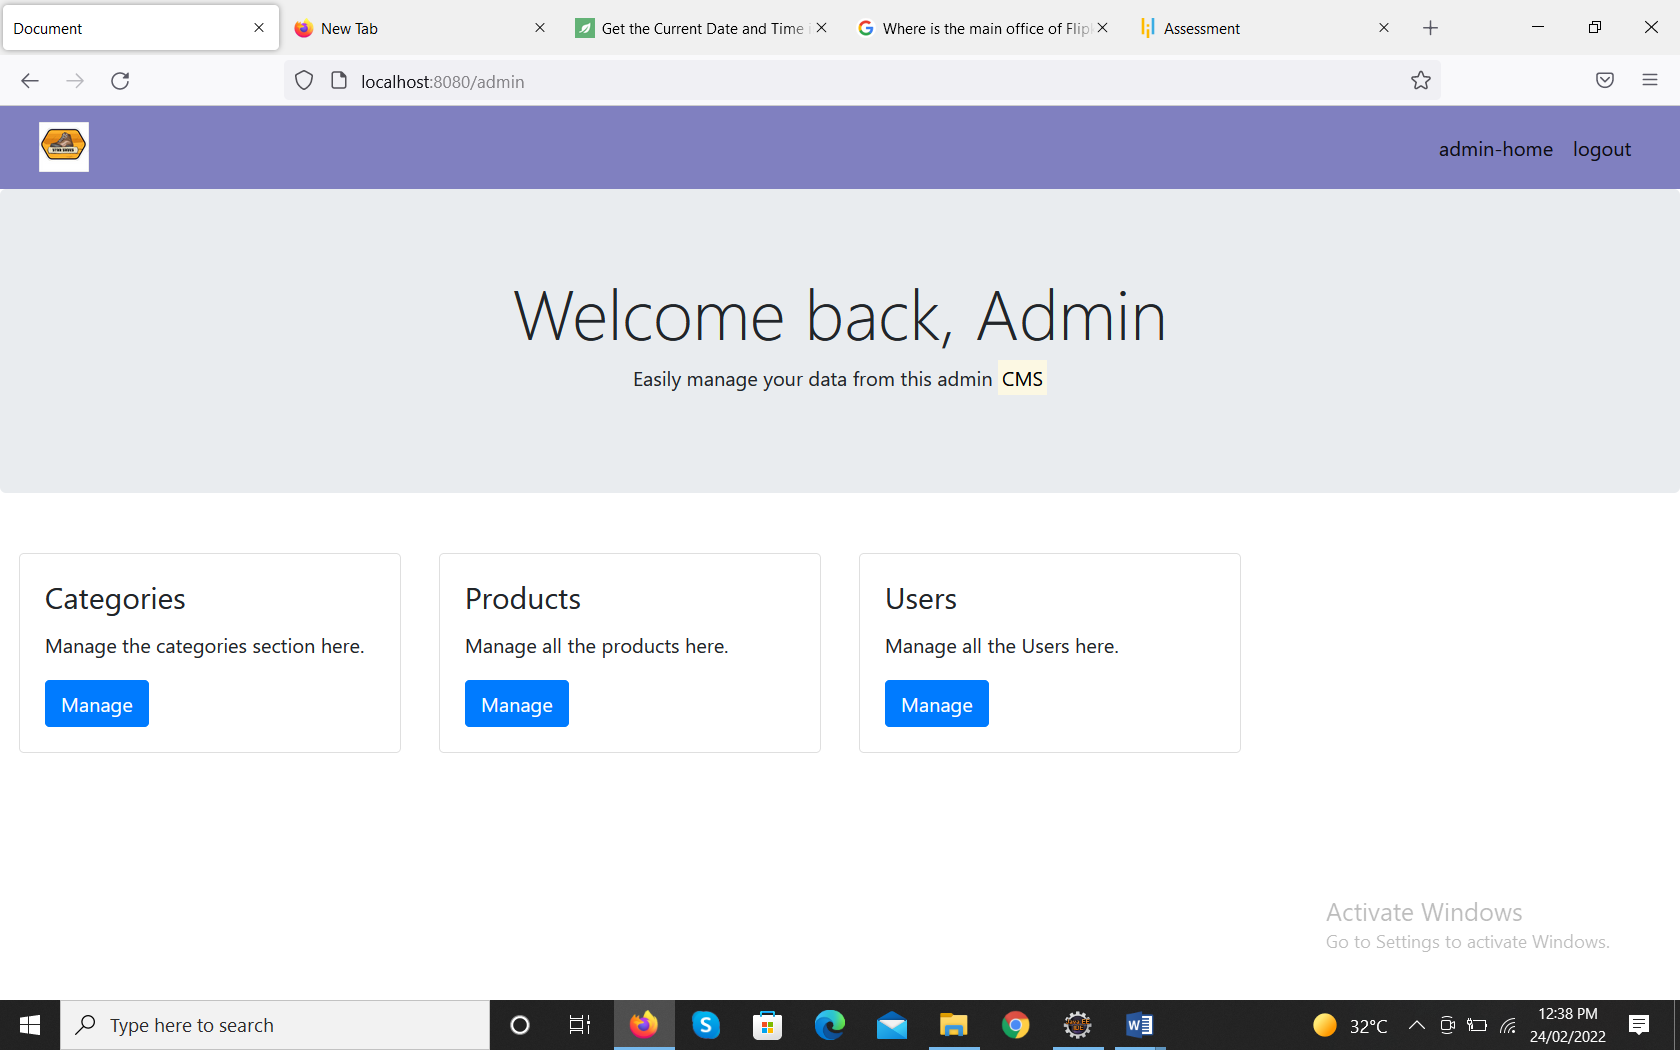 Document
New Tab
Get the Current Date and Time i
Where is the main office of Flipk
Assessment
localhost:8080/admin
admin-home
logout
Welcome back, Admin
Easily manage your data from this admin CMS
Categories
Manage the categories section here.
Manage
Products
Manage all the products here.
Manage
Users
Manage all the Users here.
Manage
Activate Windows
Go to Settings to activate Windows.
Type here to search
32°C
12:38 PM
24/02/2022